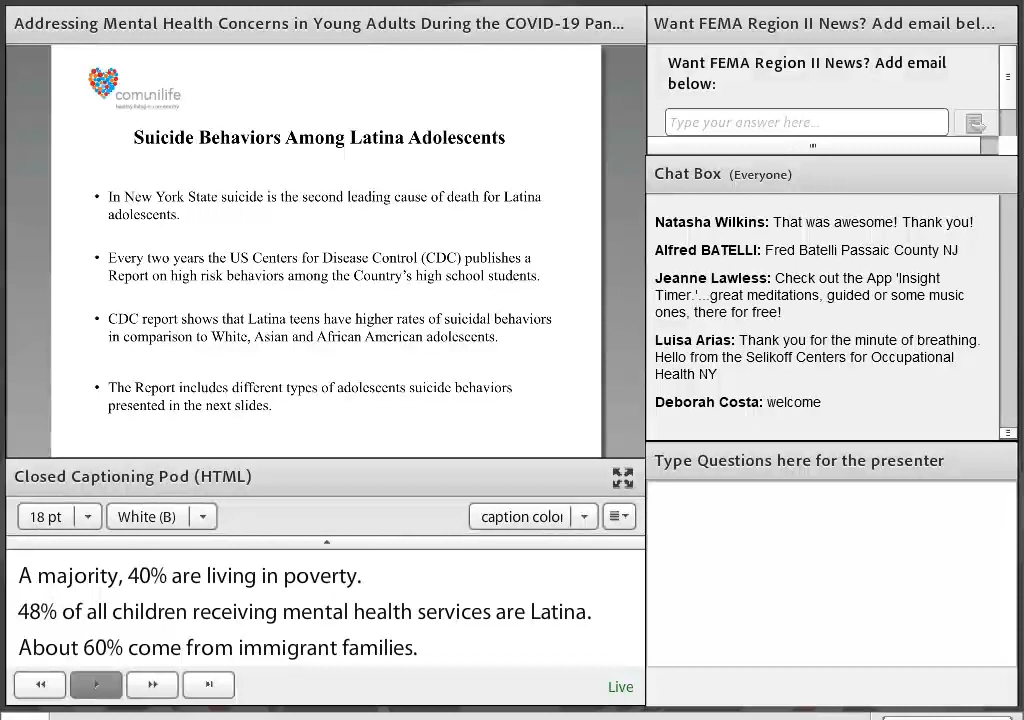 Addressing Mental Health Concerns in Young Adults During the COVID-19 Pan...
comunilife
Suicide Behaviors Among Latina Adolescents
• In New York State suicide is the second leading cause of death for Latina
adolescents.
• Every two years the US Centers for Disease Control (CDC) publishes a
Report on high risk behaviors among the Country's high school students.
• CDC report shows that Latina teens have higher rates of suicidal behaviors
in comparison to White, Asian and African American adolescents.
• The Report includes different types of adolescents suicide behaviors
presented in the next slides.
Closed Captioning Pod (HTML)
18 pt
White (B)
caption color
A majority, 40% are living in poverty.
48% of all children receiving mental health services are Latina.
About 60% come from immigrant families.
Live
Want FEMA Region II News? Add email bel...
Want FEMA Region II News? Add email
below:
Type your answer here...
Chat Box (Everyone)
Natasha Wilkins: That was awesome! Thank you!
Alfred BATELLI: Fred Batelli Passaic County NJ
Jeanne Lawless: Check out the App 'Insight
Timer.'...great meditations, guided or some music
ones, there for free!
Luisa Arias: Thank you for the minute of breathing.
Hello from the Selikoff Centers for Occupational
Health NY
Deborah Costa: welcome
Type Questions here for the presenter